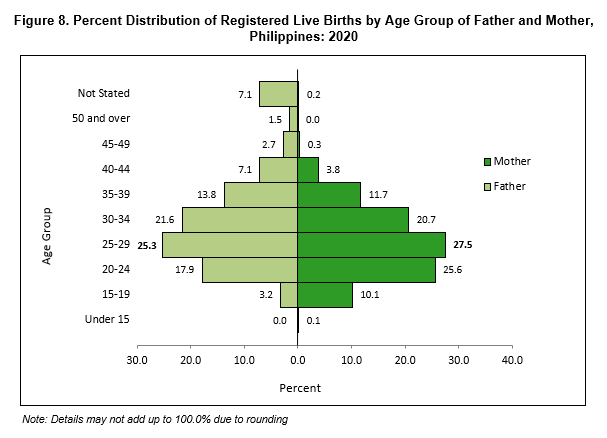 Figure 8. Percent Distribution of Registered Live Births by Age Group of Father and Mother,
Philippines: 2020
Not Stated 7.1 0.2
50 and over 1.5 0.0
45-49 2.7 0.3
40-44 7.1 3.8
35-39 13.8 11.7
30-34 21.6 20.7
25-29 25.3 27.5
20-24 17.9 25.6
15-19 3.2 10.1
Under 15 0.0 0.1
Mother
Father
Age Group
30.0 20.0 10.0 0.0 10.0 20.0 30.0 40.0
Percent
Note: Details may not add up to 100.0% due to rounding